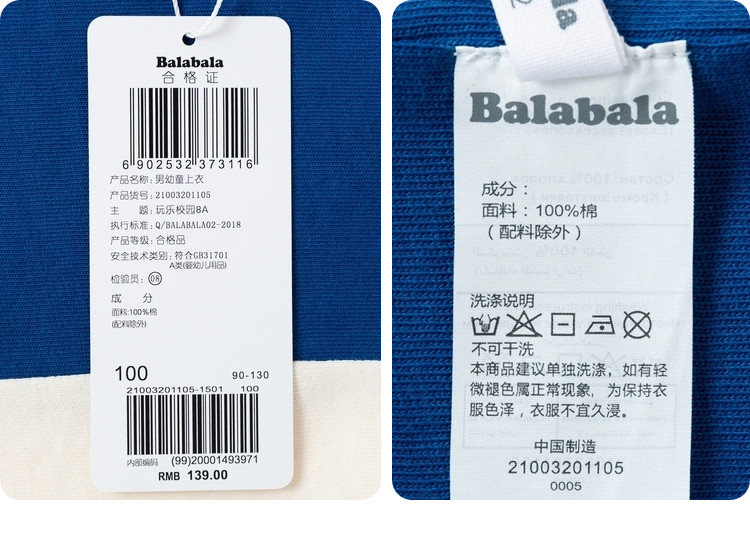 Balabala
合格证
6 902532 373116
产品名称: 男幼童上衣
产品货号: 21003201105
主 题: 玩乐校园8A
执行标准: Q/BALABALA02-2018
产品等级: 合格品
安全技术类别: 符合GB31701
A类(婴幼儿用品)
检验员: 08
成 分
面料:100%棉
(配料除外)
100 90-130
21003201105-1501 100
内部编码 (99)20001493971
RMB 139.00
Balabala
成分:
面料:100%棉
(配料除外)
洗涤说明
不可干洗
本商品建议单独洗涤，如有轻
微褪色属正常现象，为保持衣
服色泽，衣服不宜久浸。
中国制造
21003201105
0005